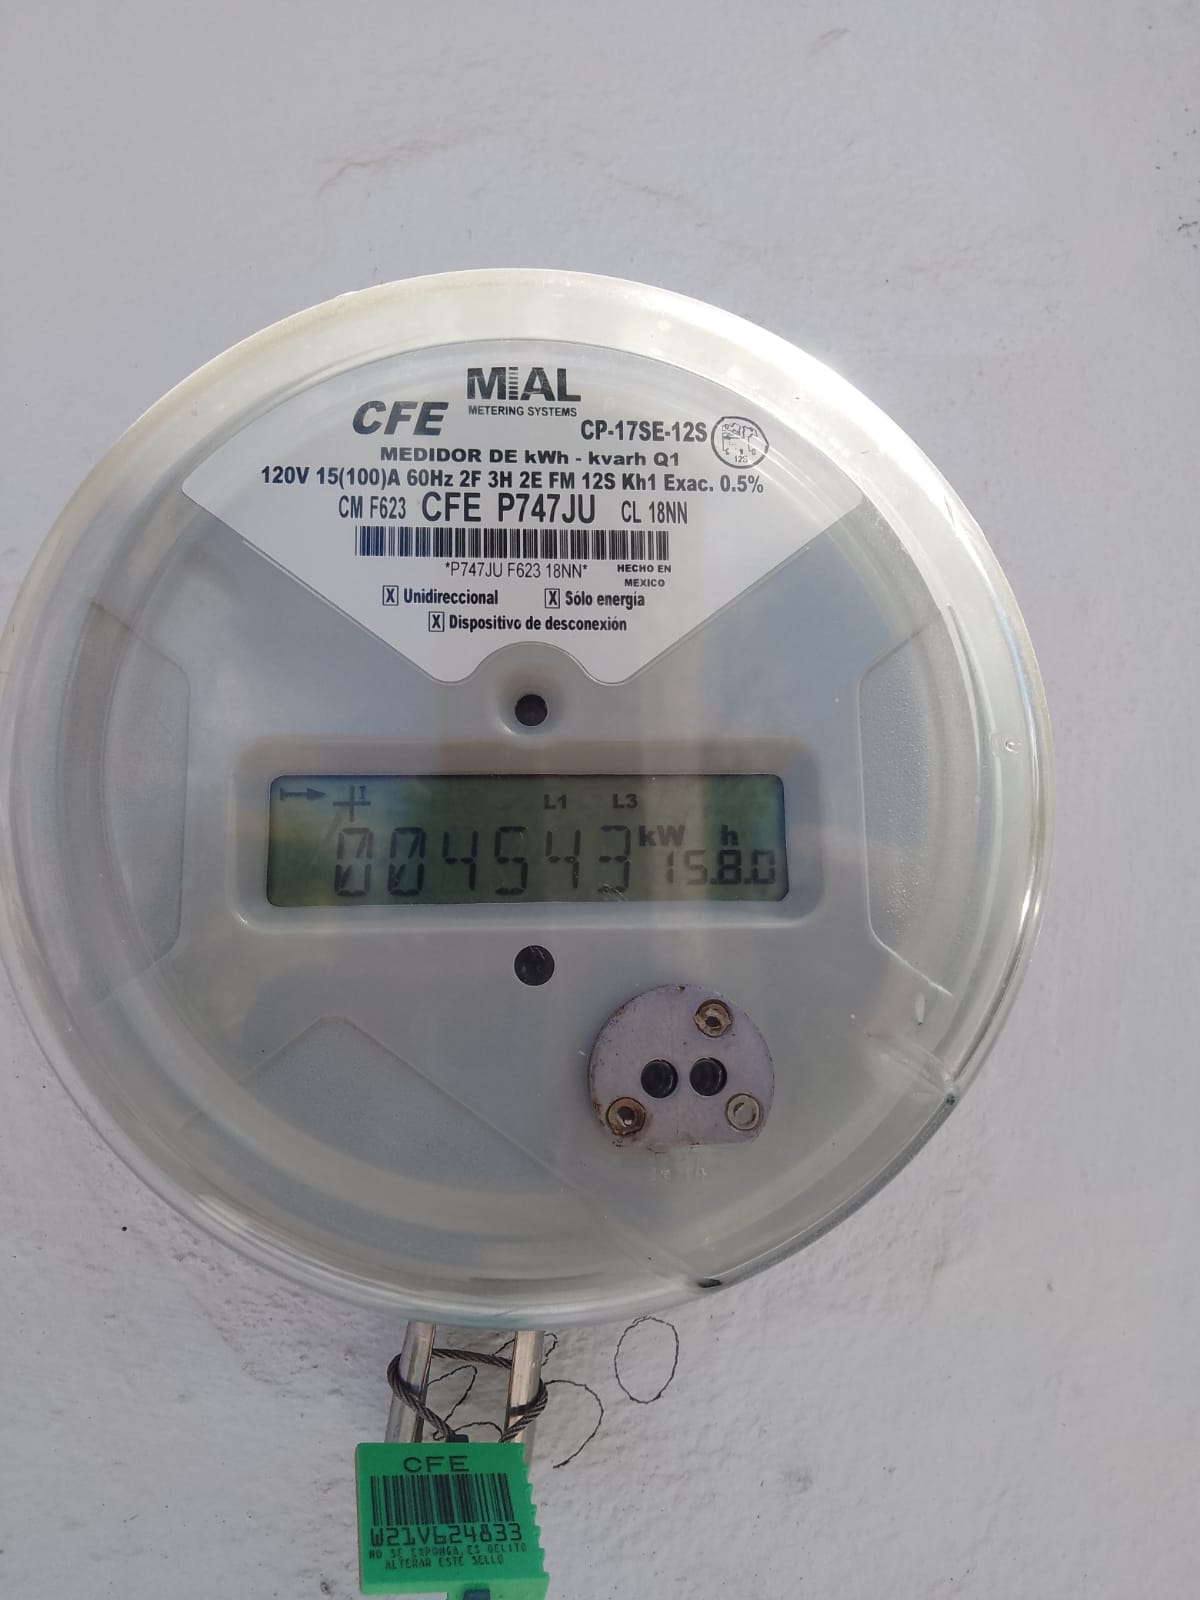 MIAL
METERING SYSTEMS
CFE
CP-17SE-12S
MEDIDOR DE kWh - kvarh Q1
120V 15(100)A 60Hz 2F 3H 2E FM 12S Kh1 Exac. 0.5%
CM F623 CFE P747JU CL 18NN
*P747JU F623 18NN*
HECHO EN
MEXICO
X Unidireccional X Sólo energía
X Dispositivo de desconexión
L1 L3
004543 kW h 15.8.0
CFE
W21V624833
NO SE EXPONGA, ES DELITO
ALTERAR ESTE SELLO